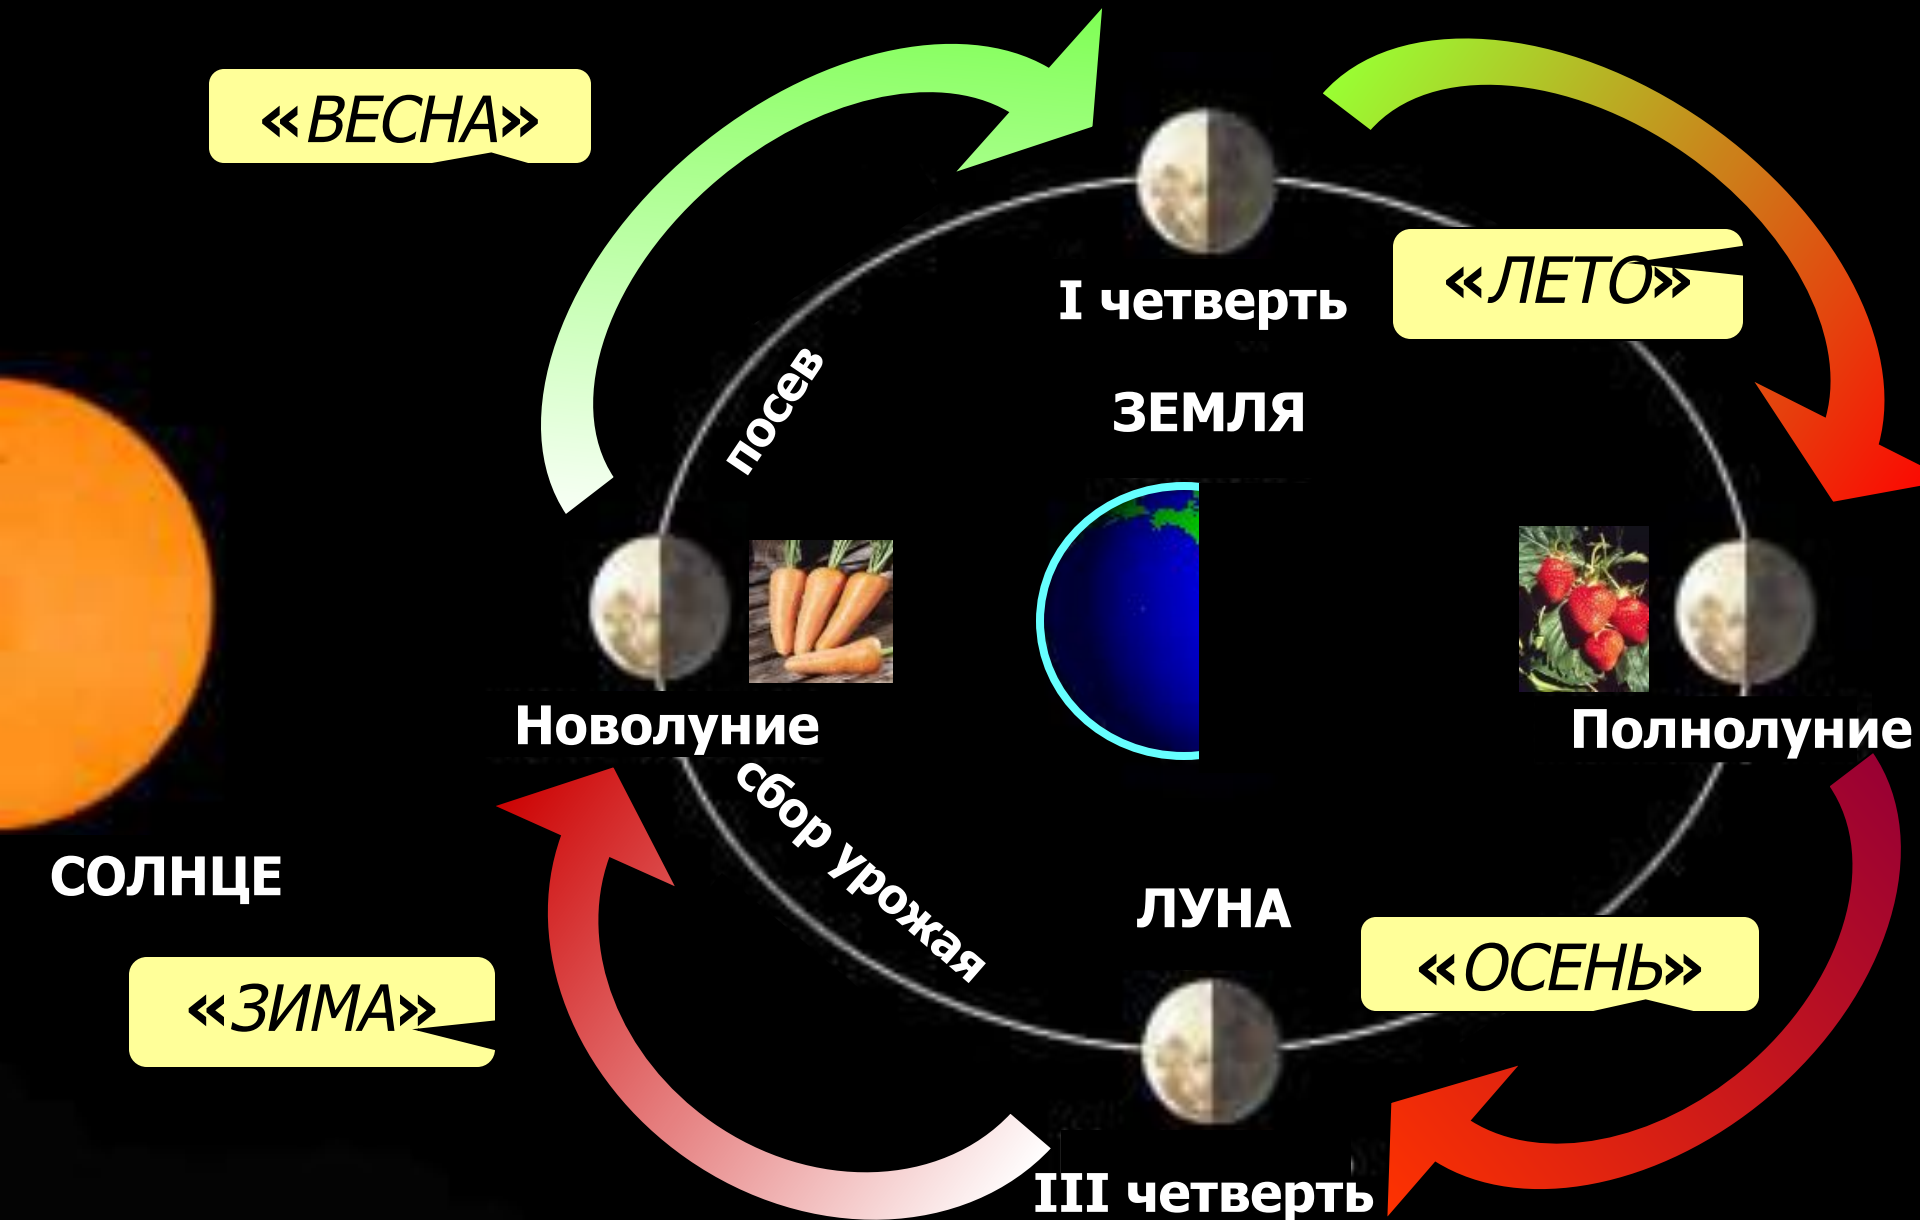 «ВЕСНА»
I четверть
«ЛЕТО»
посев
ЗЕМЛЯ
Новолуние
Полнолуние
сбор урожая
СОЛНЦЕ
ЛУНА
«ОСЕНЬ»
«ЗИМА»
III четверть